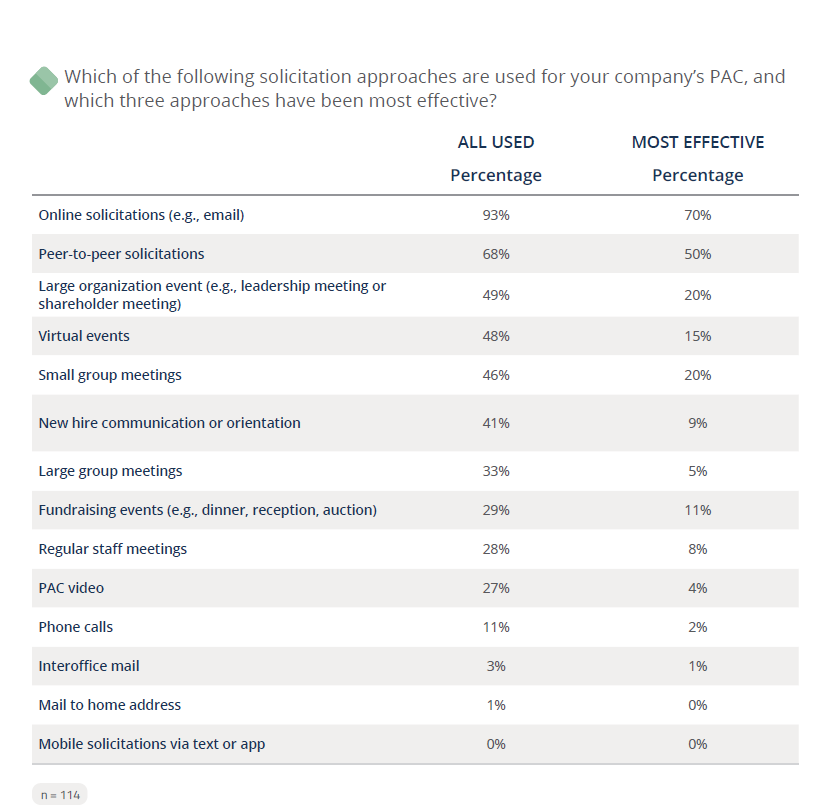 Which of the following solicitation approaches are used for your company’s PAC, and
which three approaches have been most effective?
ALL USED MOST EFFECTIVE
Percentage Percentage
Online solicitations (e.g., email) 93% 70%
Peer-to-peer solicitations 68% 50%
Large organization event (e.g., leadership meeting or
shareholder meeting) 49% 20%
Virtual events 48% 15%
Small group meetings 46% 20%
New hire communication or orientation 41% 9%
Large group meetings 33% 5%
Fundraising events (e.g., dinner, reception, auction) 29% 11%
Regular staff meetings 28% 8%
PAC video 27% 4%
Phone calls 11% 2%
Interoffice mail 3% 1%
Mail to home address 1% 0%
Mobile solicitations via text or app 0% 0%
n = 114